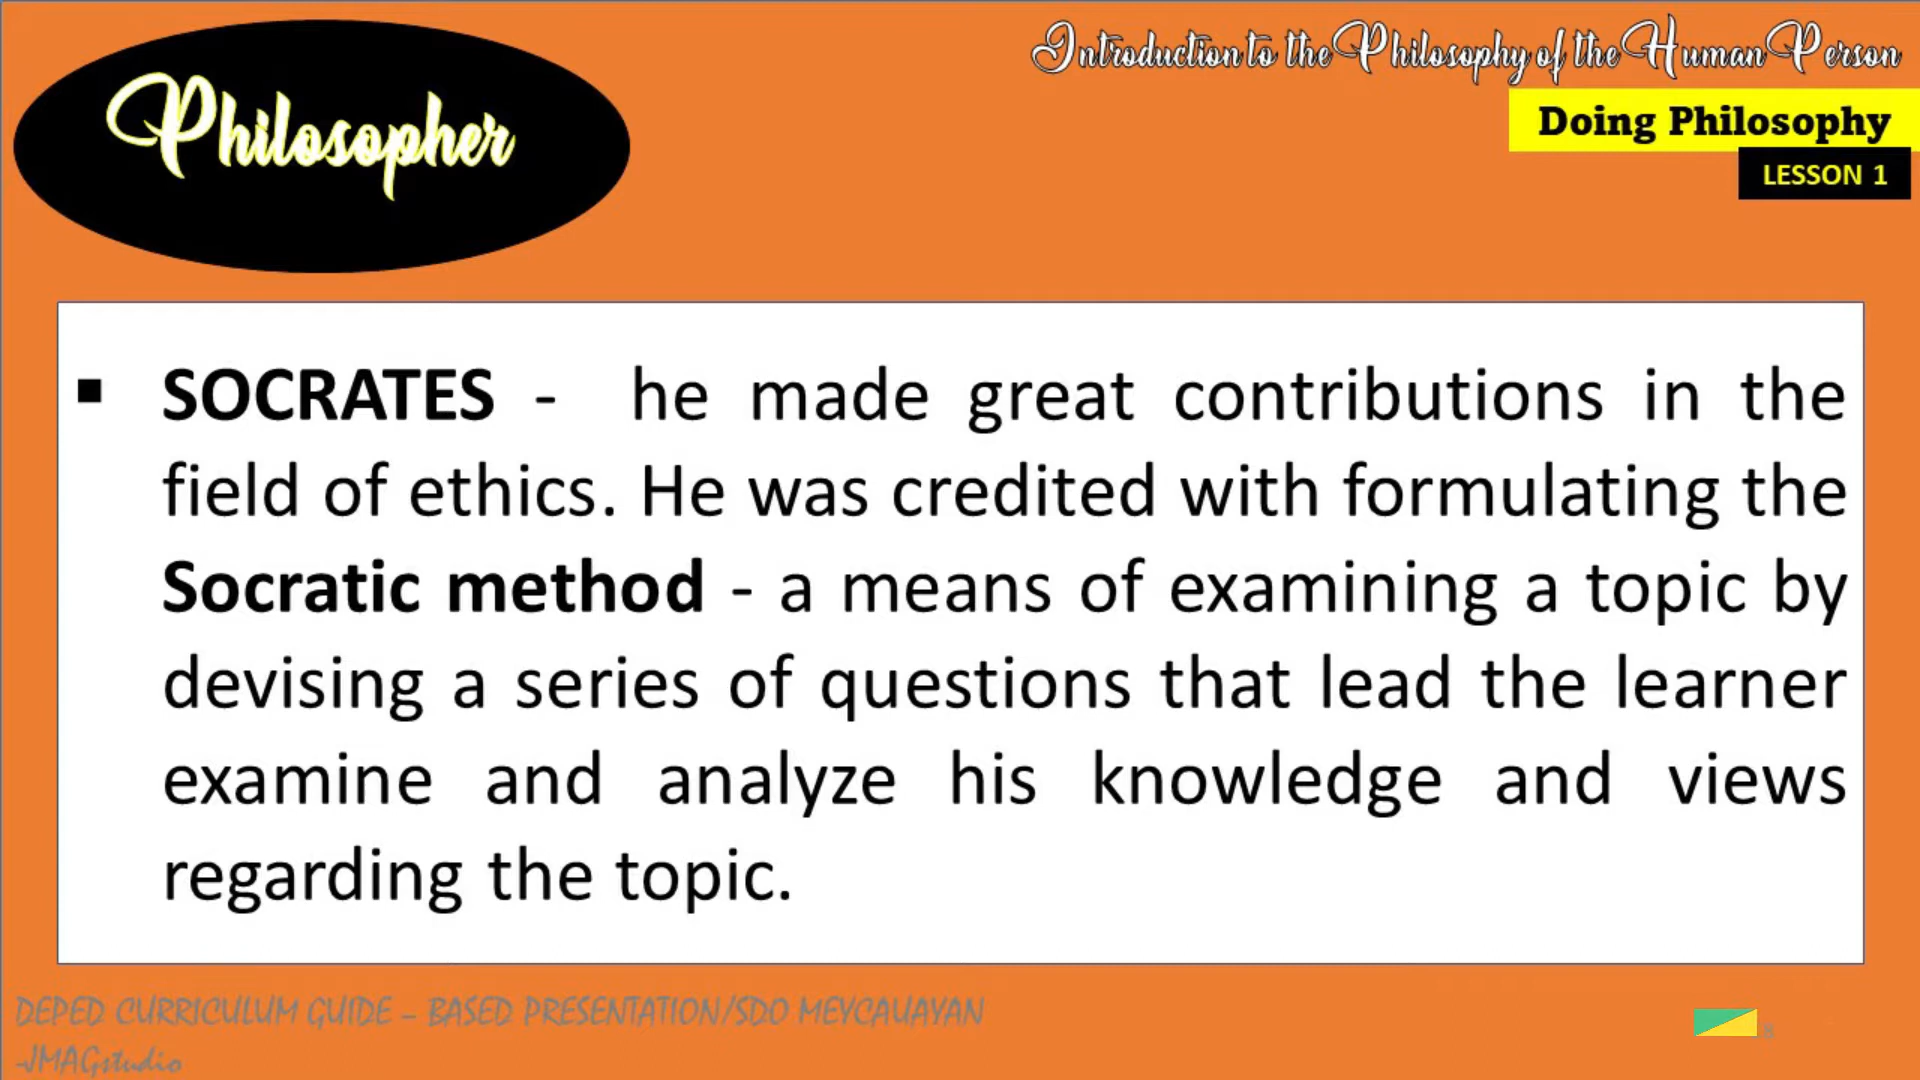 Introduction to the Philosophy of the Human Person
Philosopher
Doing Philosophy
LESSON 1
▪ SOCRATES - he made great contributions in the
field of ethics. He was credited with formulating the
Socratic method - a means of examining a topic by
devising a series of questions that lead the learner
examine and analyze his knowledge and views
regarding the topic.
DEPED CURRICULUM GUIDE – BASED PRESENTATION/SDO MEYCAUAYAN
-JMAGstudio